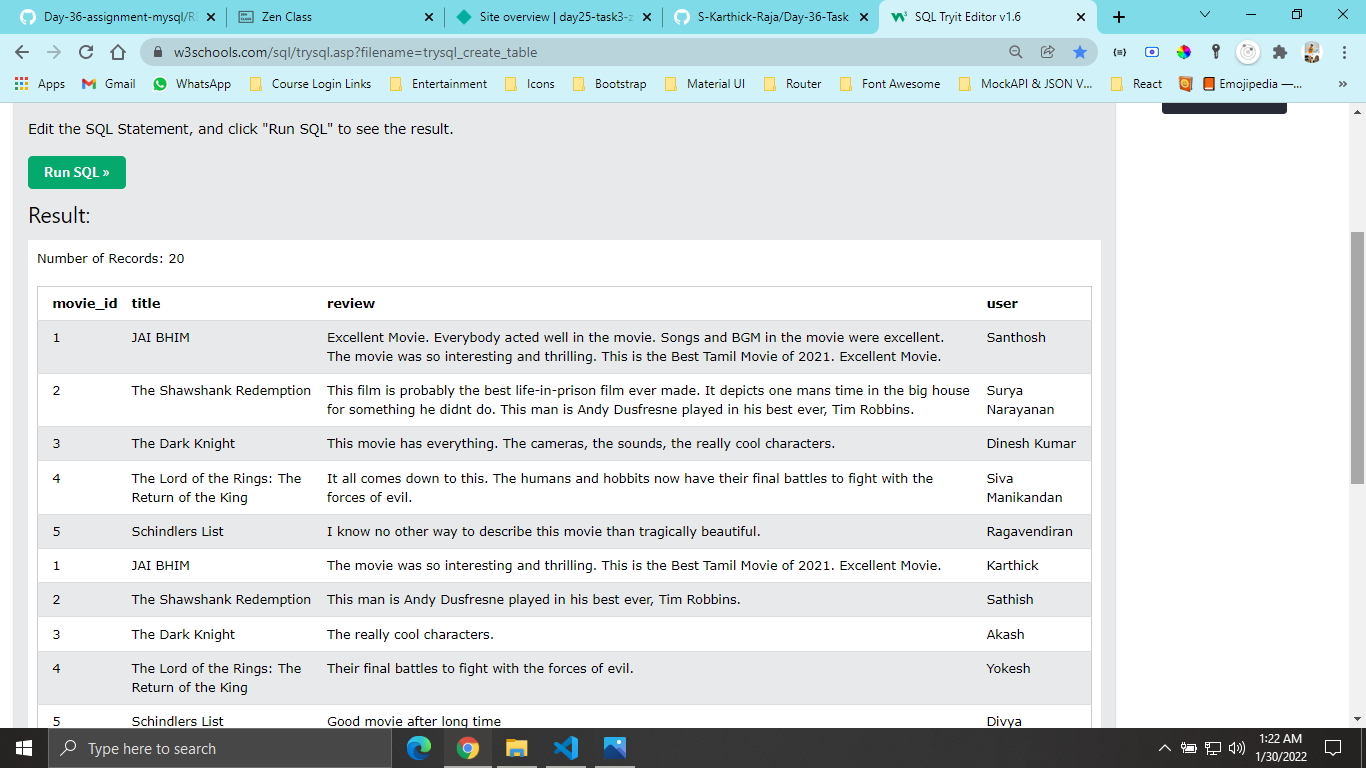 Day-36-assignment-mysql/RE
Zen Class
Site overview | day25-task3-z
S-Karthick-Raja/Day-36-Task
SQL Tryit Editor v1.6
w3schools.com/sql/trysql.asp?filename=trysql_create_table
Apps
Gmail
WhatsApp
Course Login Links
Entertainment
Icons
Bootstrap
Material UI
Router
Font Awesome
MockAPI & JSON V...
React
Emojipedia —...
»
Edit the SQL Statement, and click "Run SQL" to see the result.
Run SQL »
Result:
Number of Records: 20
movie_id title review user
1 JAI BHIM Excellent Movie. Everybody acted well in the movie. Songs and BGM in the movie were excellent. Santhosh
The movie was so interesting and thrilling. This is the Best Tamil Movie of 2021. Excellent Movie.
2 The Shawshank Redemption This film is probably the best life-in-prison film ever made. It depicts one mans time in the big house Surya
for something he didnt do. This man is Andy Dusfresne played in his best ever, Tim Robbins. Narayanan
3 The Dark Knight This movie has everything. The cameras, the sounds, the really cool characters. Dinesh Kumar
4 The Lord of the Rings: The It all comes down to this. The humans and hobbits now have their final battles to fight with the Siva
Return of the King forces of evil. Manikandan
5 Schindlers List I know no other way to describe this movie than tragically beautiful. Ragavendiran
1 JAI BHIM The movie was so interesting and thrilling. This is the Best Tamil Movie of 2021. Excellent Movie. Karthick
2 The Shawshank Redemption This man is Andy Dusfresne played in his best ever, Tim Robbins. Sathish
3 The Dark Knight The really cool characters. Akash
4 The Lord of the Rings: The Their final battles to fight with the forces of evil. Yokesh
Return of the King
5 Schindlers List Good movie after long time Divya
Type here to search
1:22 AM
1/30/2022